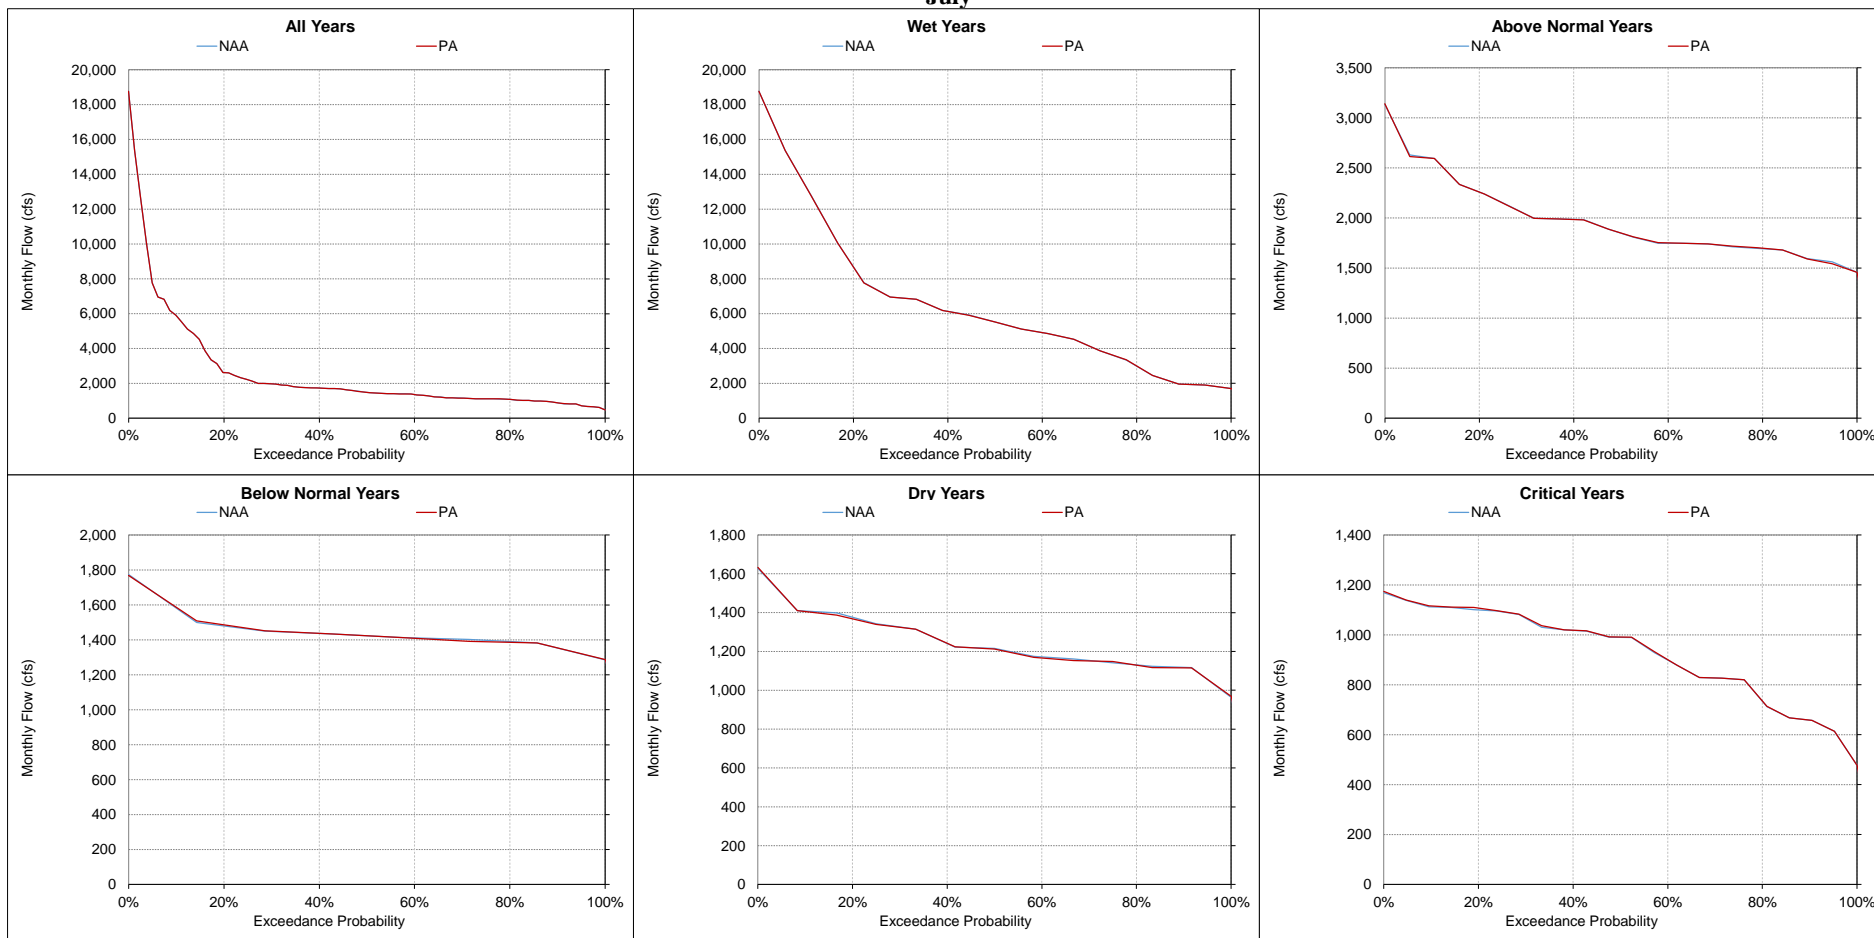 July
All Years
NAA PA
20,000
18,000
16,000
14,000
12,000
10,000
8,000
6,000
4,000
2,000
0
Monthly Flow (cfs)
0% 20% 40% 60% 80% 100%
Exceedance Probability
Wet Years
NAA PA
20,000
18,000
16,000
14,000
12,000
10,000
8,000
6,000
4,000
2,000
0
Monthly Flow (cfs)
0% 20% 40% 60% 80% 100%
Exceedance Probability
Above Normal Years
NAA PA
3,500
3,000
2,500
2,000
1,500
1,000
500
0
Monthly Flow (cfs)
0% 20% 40% 60% 80% 100%
Exceedance Probability
Below Normal Years
NAA PA
2,000
1,800
1,600
1,400
1,200
1,000
800
600
400
200
0
Monthly Flow (cfs)
0% 20% 40% 60% 80% 100%
Exceedance Probability
Dry Years
NAA PA
1,800
1,600
1,400
1,200
1,000
800
600
400
200
0
Monthly Flow (cfs)
0% 20% 40% 60% 80% 100%
Exceedance Probability
Critical Years
NAA PA
1,400
1,200
1,000
800
600
400
200
0
Monthly Flow (cfs)
0% 20% 40% 60% 80% 100%
Exceedance Probability